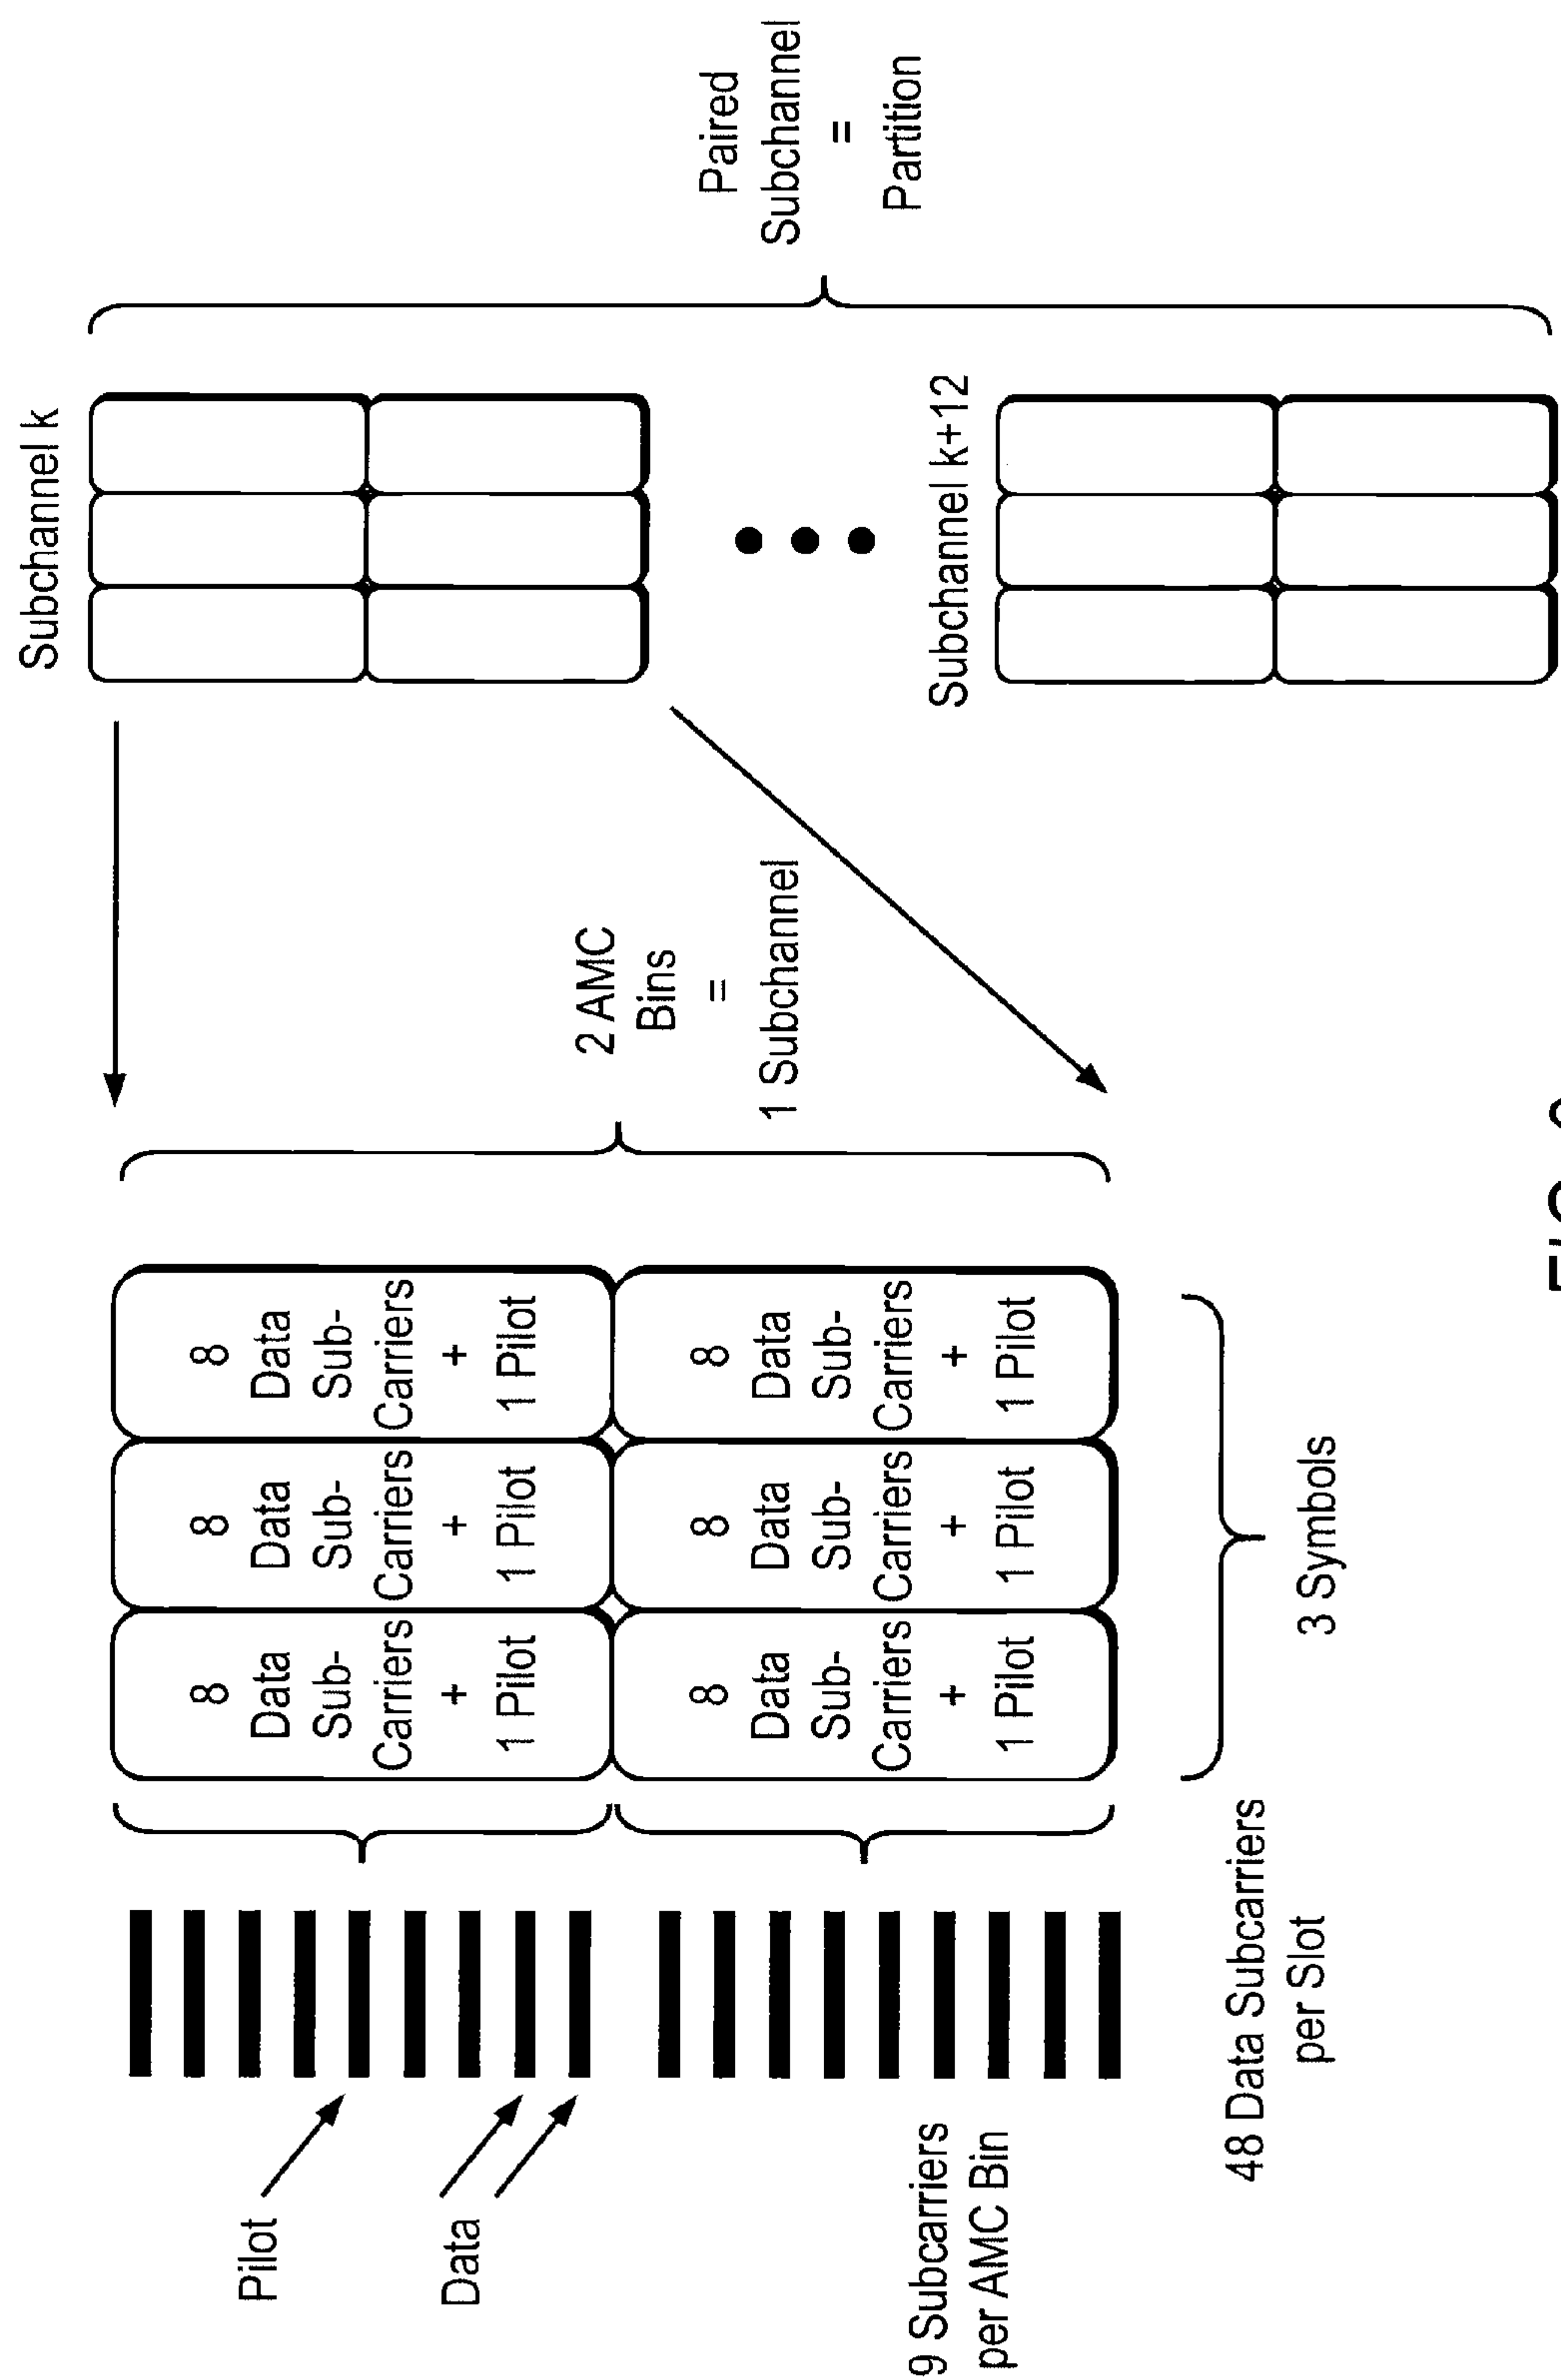 Pilot
Data
9 Subcarriers
per AMC Bin
8
Data
Sub-
Carriers
+
1 Pilot
8
Data
Sub-
Carriers
+
1 Pilot
8
Data
Sub-
Carriers
+
1 Pilot
8
Data
Sub-
Carriers
+
1 Pilot
8
Data
Sub-
Carriers
+
1 Pilot
8
Data
Sub-
Carriers
+
1 Pilot
48 Data Subcarriers
per Slot
3 Symbols
2 AMC
Bins
=
1 Subchannel
Subchannel k
Subchannel k+12
Paired
Subchannel
=
Partition